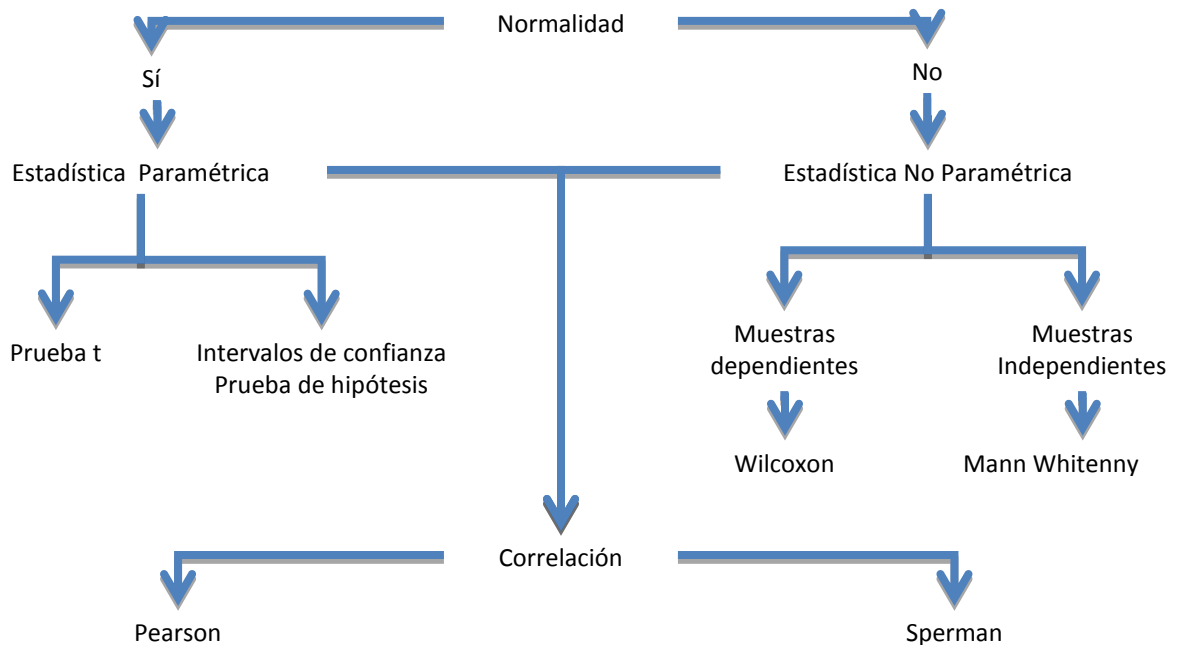 Normalidad
Sí
No
Estadística Paramétrica
Estadística No Paramétrica
Prueba t
Intervalos de confianza
Prueba de hipótesis
Muestras
dependientes
Muestras
Independientes
Wilcoxon
Mann Whitenny
Correlación
Pearson
Sperman